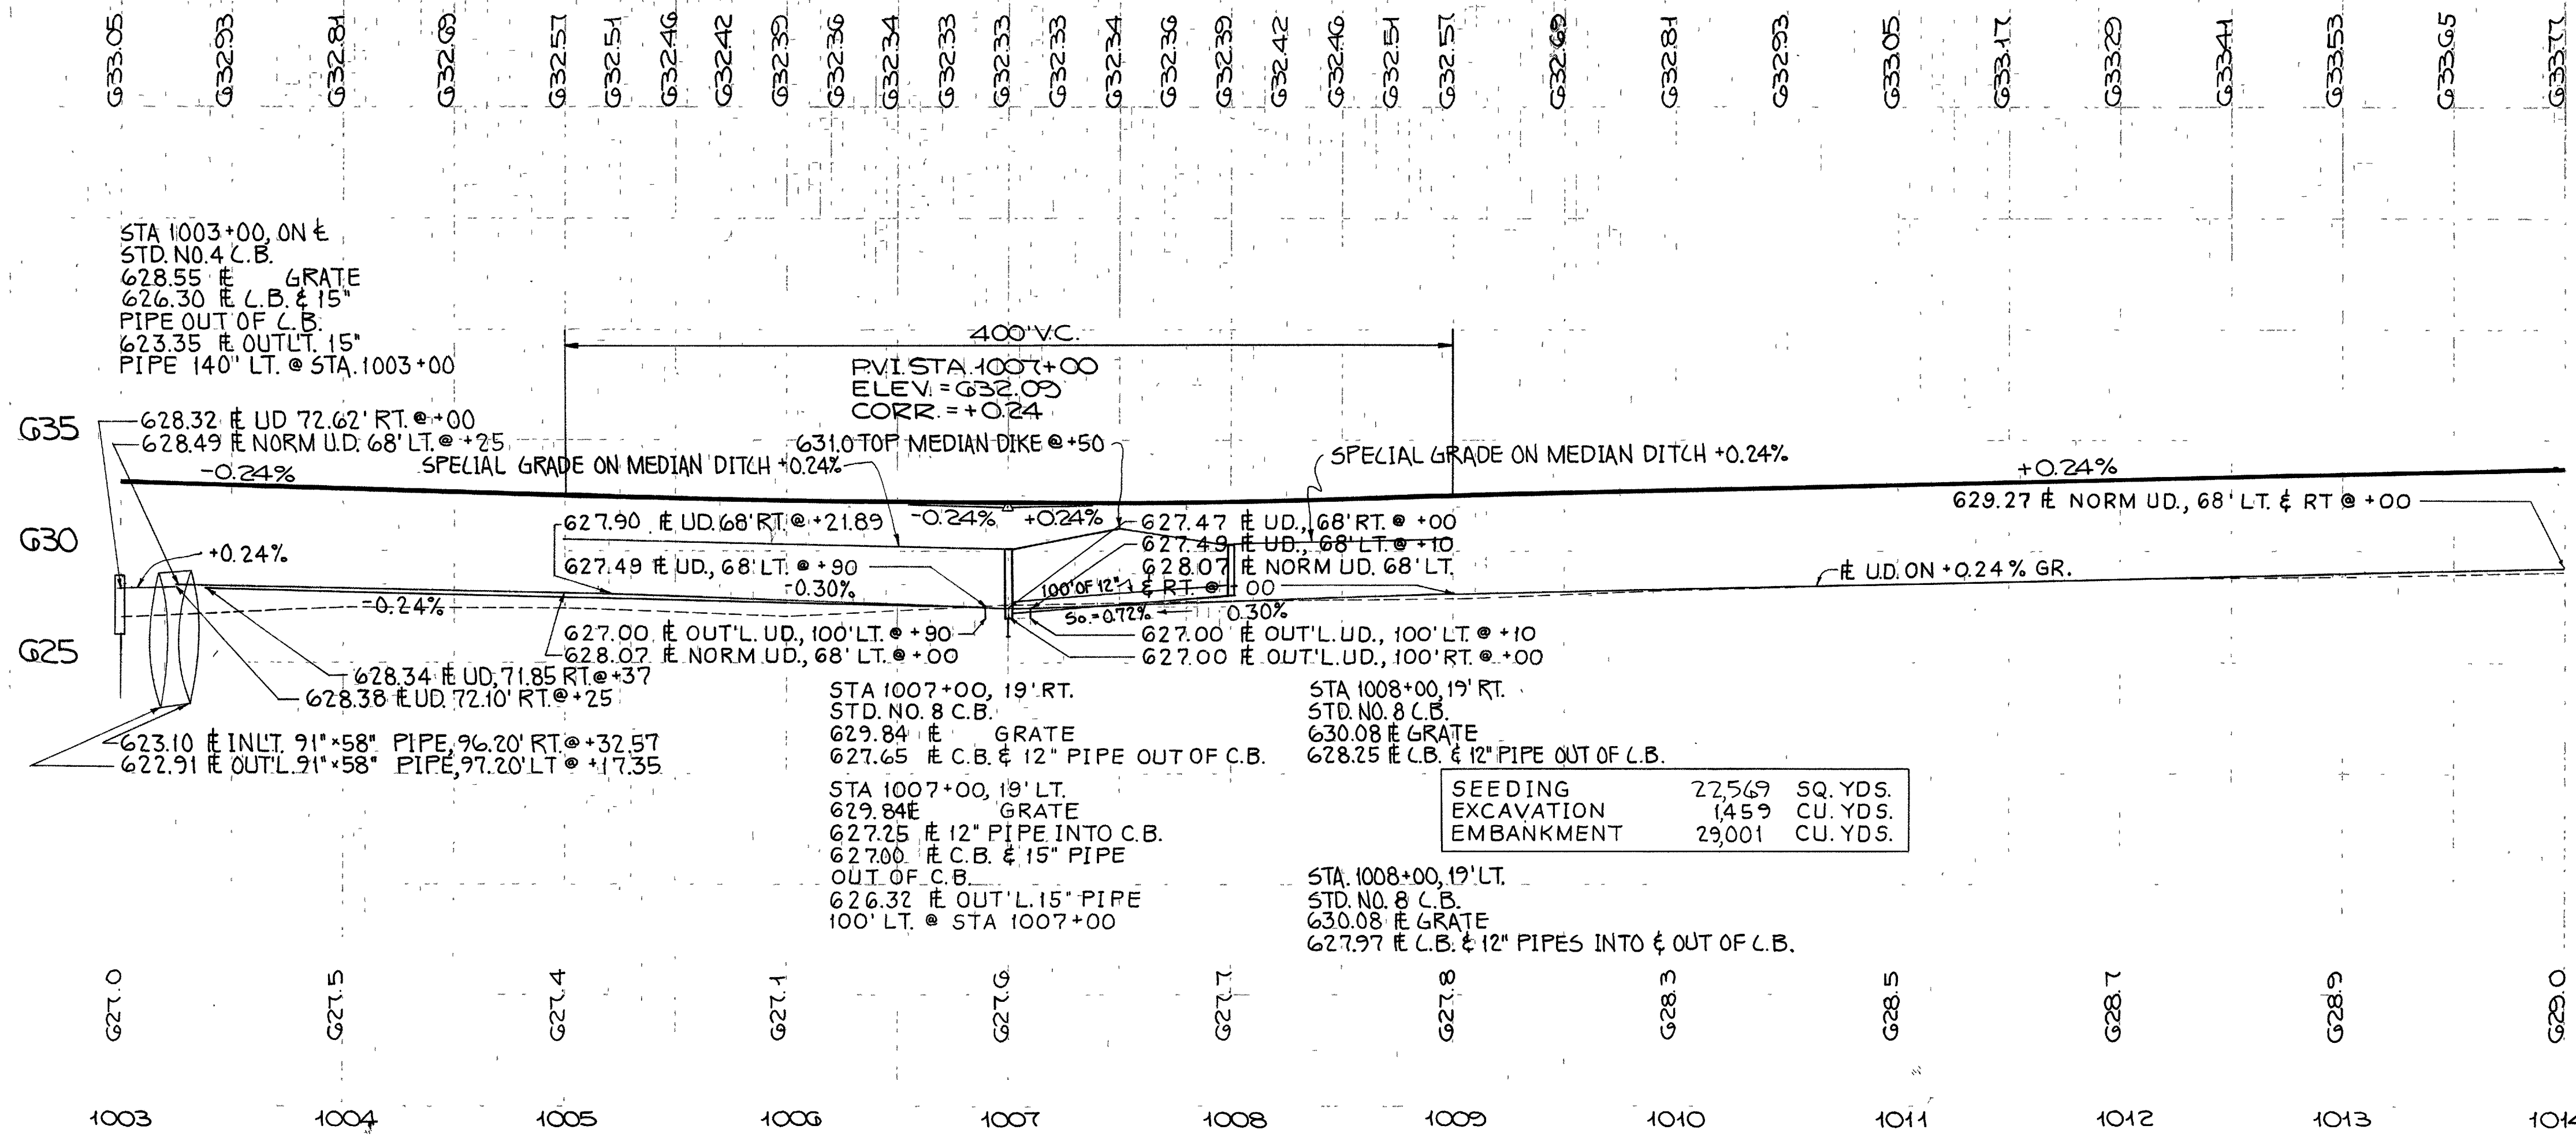 633.05 632.93 632.81 632.69 632.57 632.51 632.46 632.42 632.39 632.36 632.34 632.33 632.33 632.33 632.34 632.36 632.39 632.42 632.46 632.51 632.57 632.69 632.81 632.93 633.05 633.17 633.29 633.41 633.53 633.65 633.77
STA 1003+00, ON ℄
STD. NO. 4 C.B.
628.55 ℄ GRATE
626.30 ℄ C.B. & 15"
PIPE OUT OF C.B.
623.35 ℄ OUTL'T. 15"
PIPE 140" LT. @ STA. 1003+00
400' V.C.
P.V.I. STA. 1007+00
ELEV. = 632.09
CORR. = +0.24
635
630
625
628.32 ℄ UD 72.62' RT. @ +00
628.49 ℄ NORM U.D. 68' LT. @ +25
631.0 TOP MEDIAN DIKE @ +50
SPECIAL GRADE ON MEDIAN DITCH +0.24%
SPECIAL GRADE ON MEDIAN DITCH +0.24%
-0.24%
+0.24%
629.27 ℄ NORM UD., 68' LT. & RT @ +00
627.90 ℄ UD. 68' RT. @ +21.89
-0.24% +0.24%
627.47 ℄ UD., 68' RT. @ +00
627.49 ℄ UD., 68' LT. @ +10
+0.24%
627.49 ℄ UD., 68' LT. @ +90
628.07 ℄ NORM UD. 68' LT.
& RT. @ +00
℄ U.D. ON +0.24% GR.
-0.30%
100' OF 12"
-0.24%
So. = 0.72%
0.30%
627.00 ℄ OUT'L. UD., 100' LT. @ +90
628.07 ℄ NORM UD., 68' LT. @ +00
627.00 ℄ OUT'L. UD., 100' LT. @ +10
627.00 ℄ OUT'L. UD., 100' RT. @ +00
628.34 ℄ UD, 71.85 RT. @ +37
628.38 ℄ UD. 72.10' RT. @ +25
623.10 ℄ INL'T. 91"×58" PIPE, 96.20' RT. @ +32.57
622.91 ℄ OUT'L. 91"×58" PIPE, 97.20' LT @ +17.35
STA 1007+00, 19' RT.
STD. NO. 8 C.B.
629.84 ℄ GRATE
627.65 ℄ C.B. & 12" PIPE OUT OF C.B.
STA 1007+00, 19' LT.
629.84 ℄ GRATE
627.25 ℄ 12" PIPE INTO C.B.
627.00 ℄ C.B. & 15" PIPE
OUT OF C.B.
626.32 ℄ OUT'L. 15" PIPE
100' LT. @ STA 1007+00
STA 1008+00, 19' RT.
STD. NO. 8 C.B.
630.08 ℄ GRATE
628.25 ℄ C.B. & 12" PIPE OUT OF C.B.
SEEDING 22,569 SQ. YDS.
EXCAVATION 1,459 CU. YDS.
EMBANKMENT 29,001 CU. YDS.
STA. 1008+00, 19' LT.
STD. NO. 8 C.B.
630.08 ℄ GRATE
627.97 ℄ C.B. & 12" PIPES INTO & OUT OF C.B.
627.0 627.5 627.4 627.1 627.6 627.7 627.8 628.3 628.5 628.7 628.9 629.0
1003 1004 1005 1006 1007 1008 1009 1010 1011 1012 1013 1014